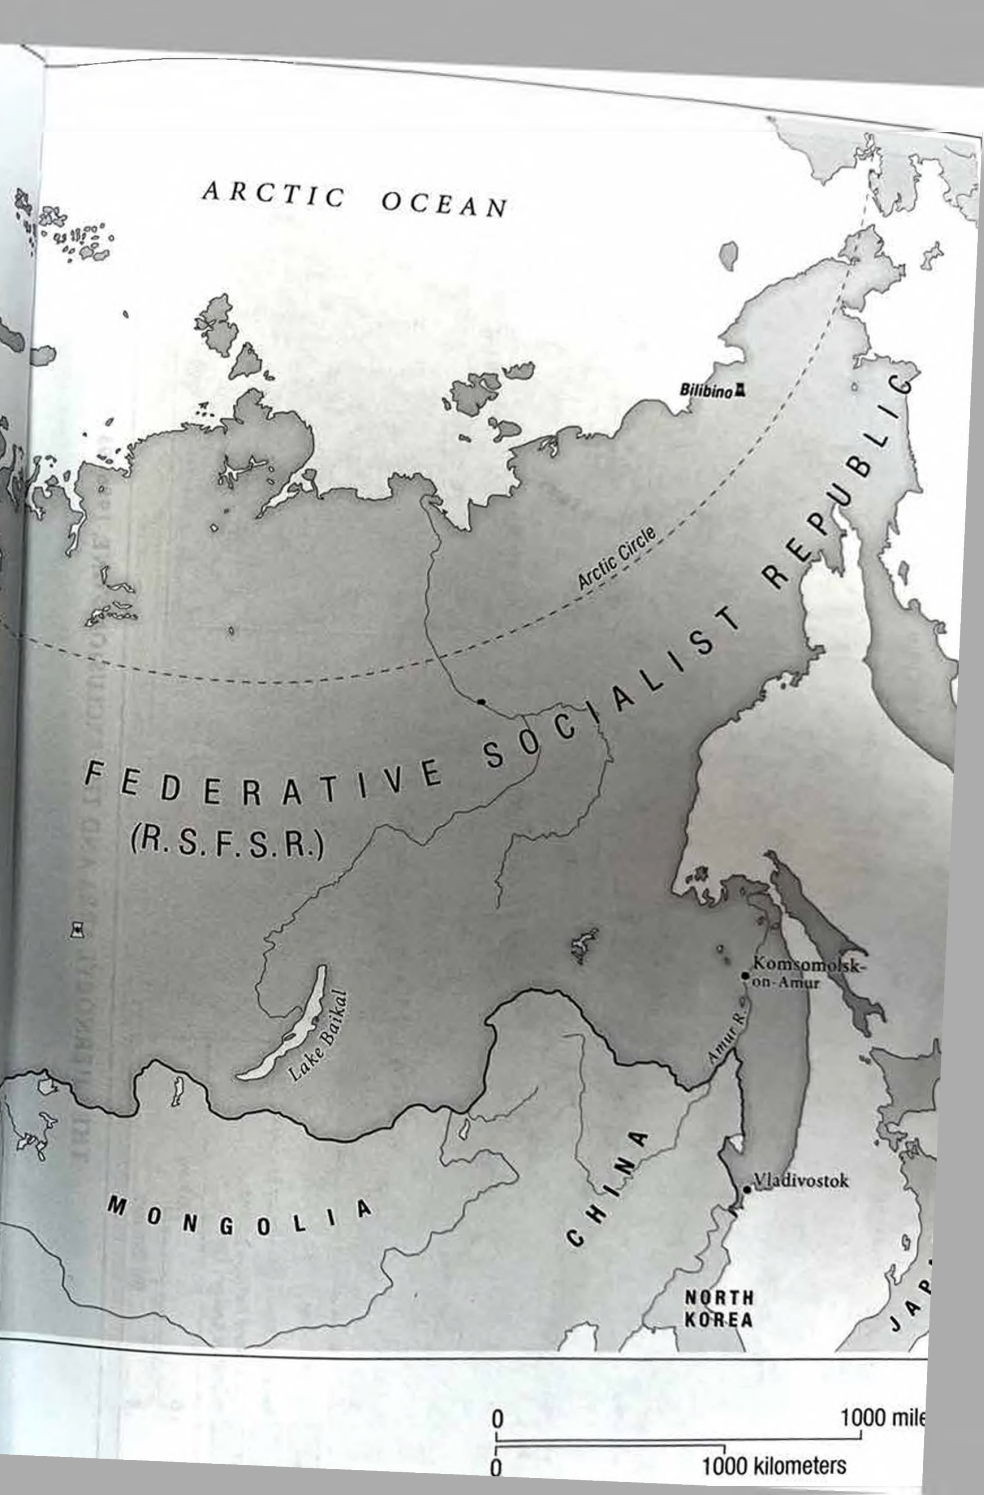 ARCTIC OCEAN
Bilibino
Arctic Circle
FEDERATIVE SOCIALIST REPUBLIC
(R.S.F.S.R.)
Lake Baikal
Komsomolsk-
on-Amur
Amur R.
MONGOLIA
CHINA
Vladivostok
NORTH
KOREA
JAP
0 1000 mile
0 1000 kilometers